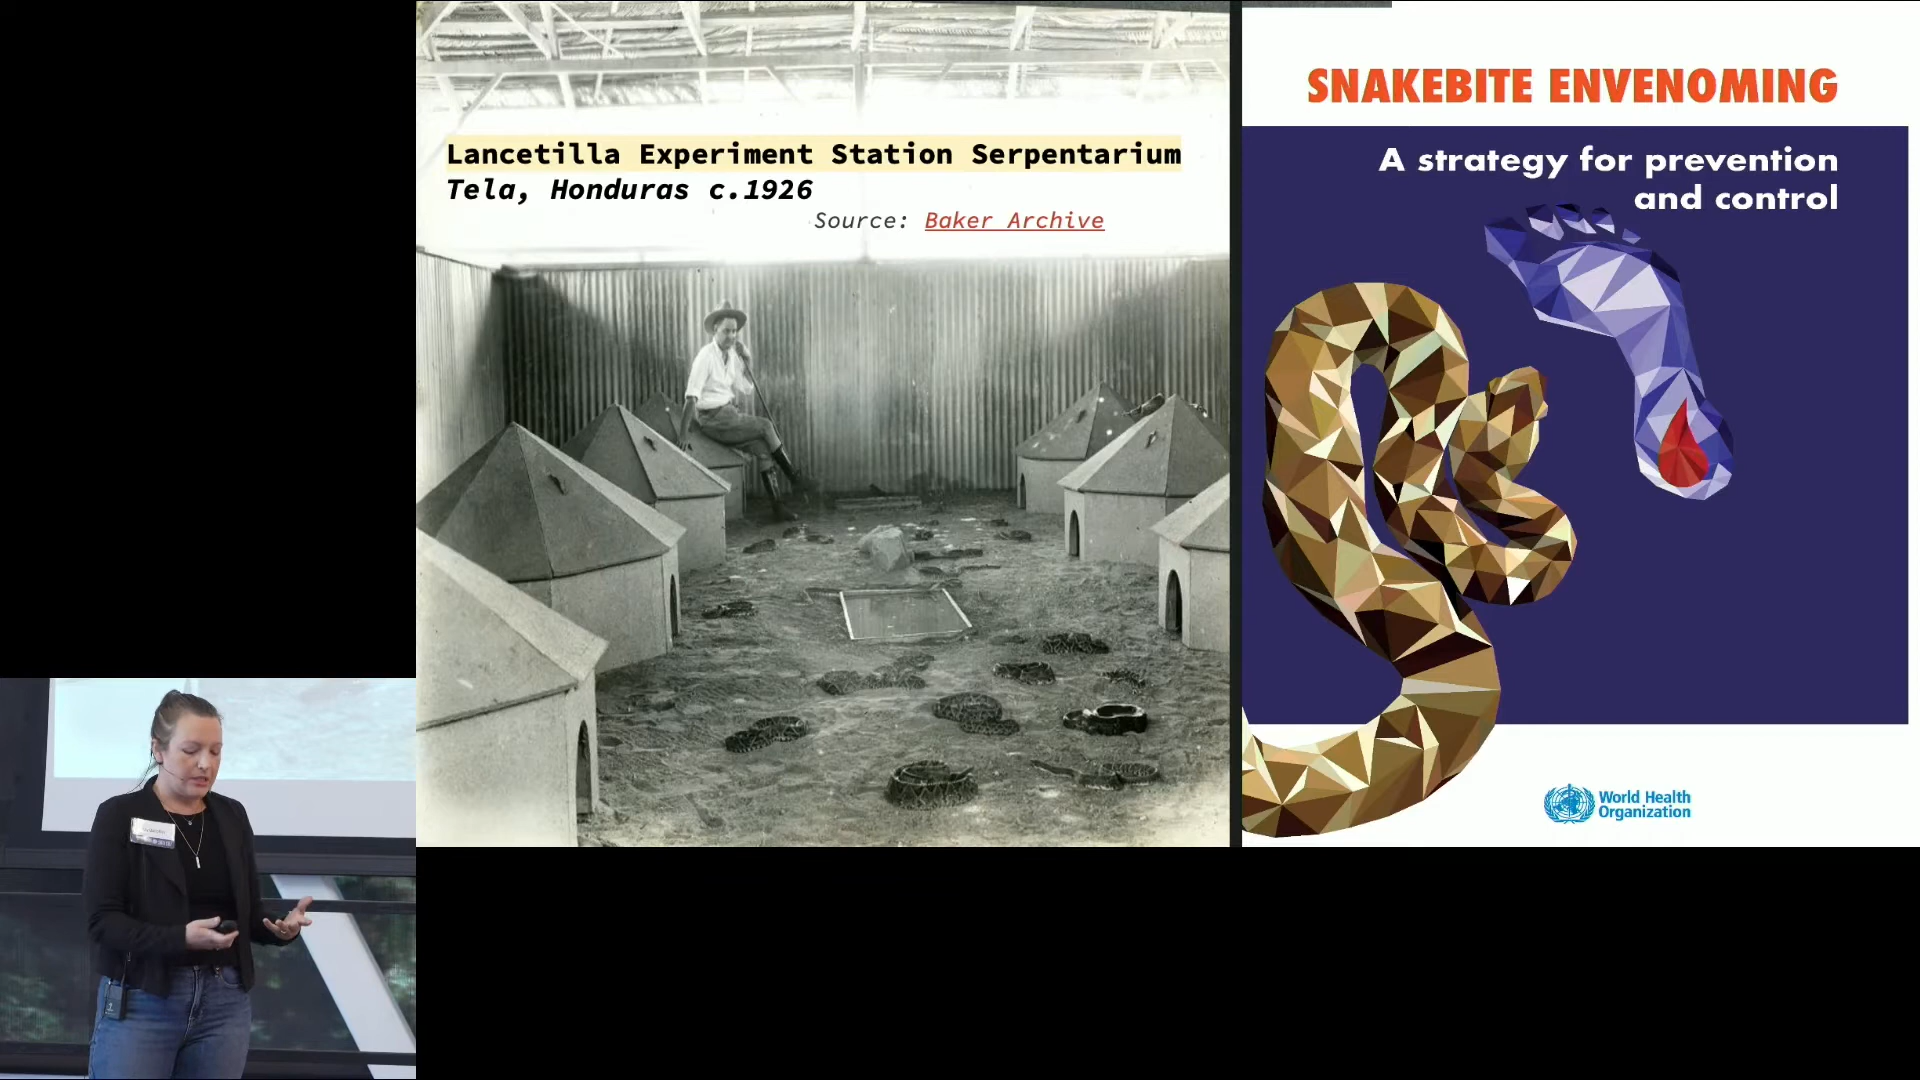 Lancetilla Experiment Station Serpentarium
Tela, Honduras c.1926
Source: Baker Archive
SNAKEBITE ENVENOMING
A strategy for prevention
and control
World Health
Organization